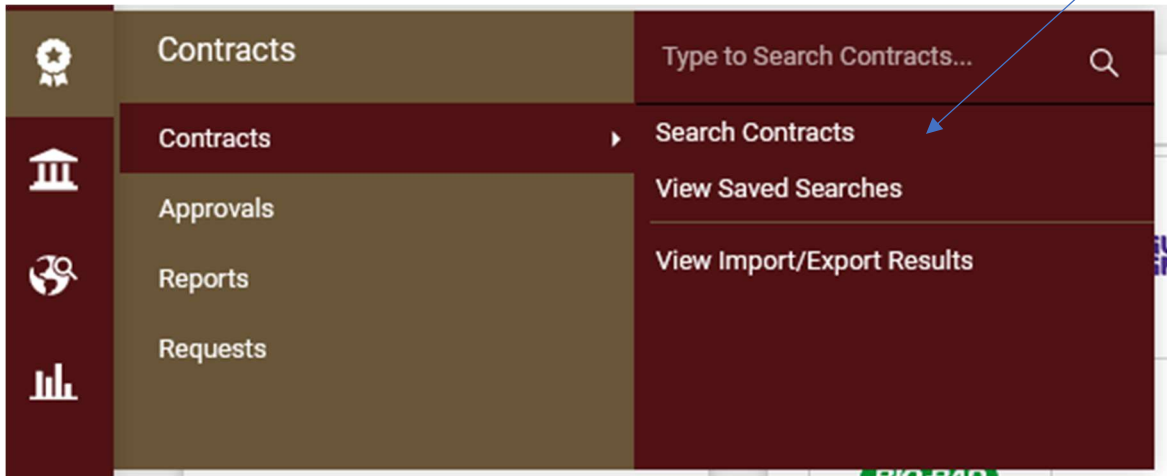 Contracts
Type to Search Contracts...
Contracts
Search Contracts
View Saved Searches
Approvals
View Import/Export Results
Reports
Requests